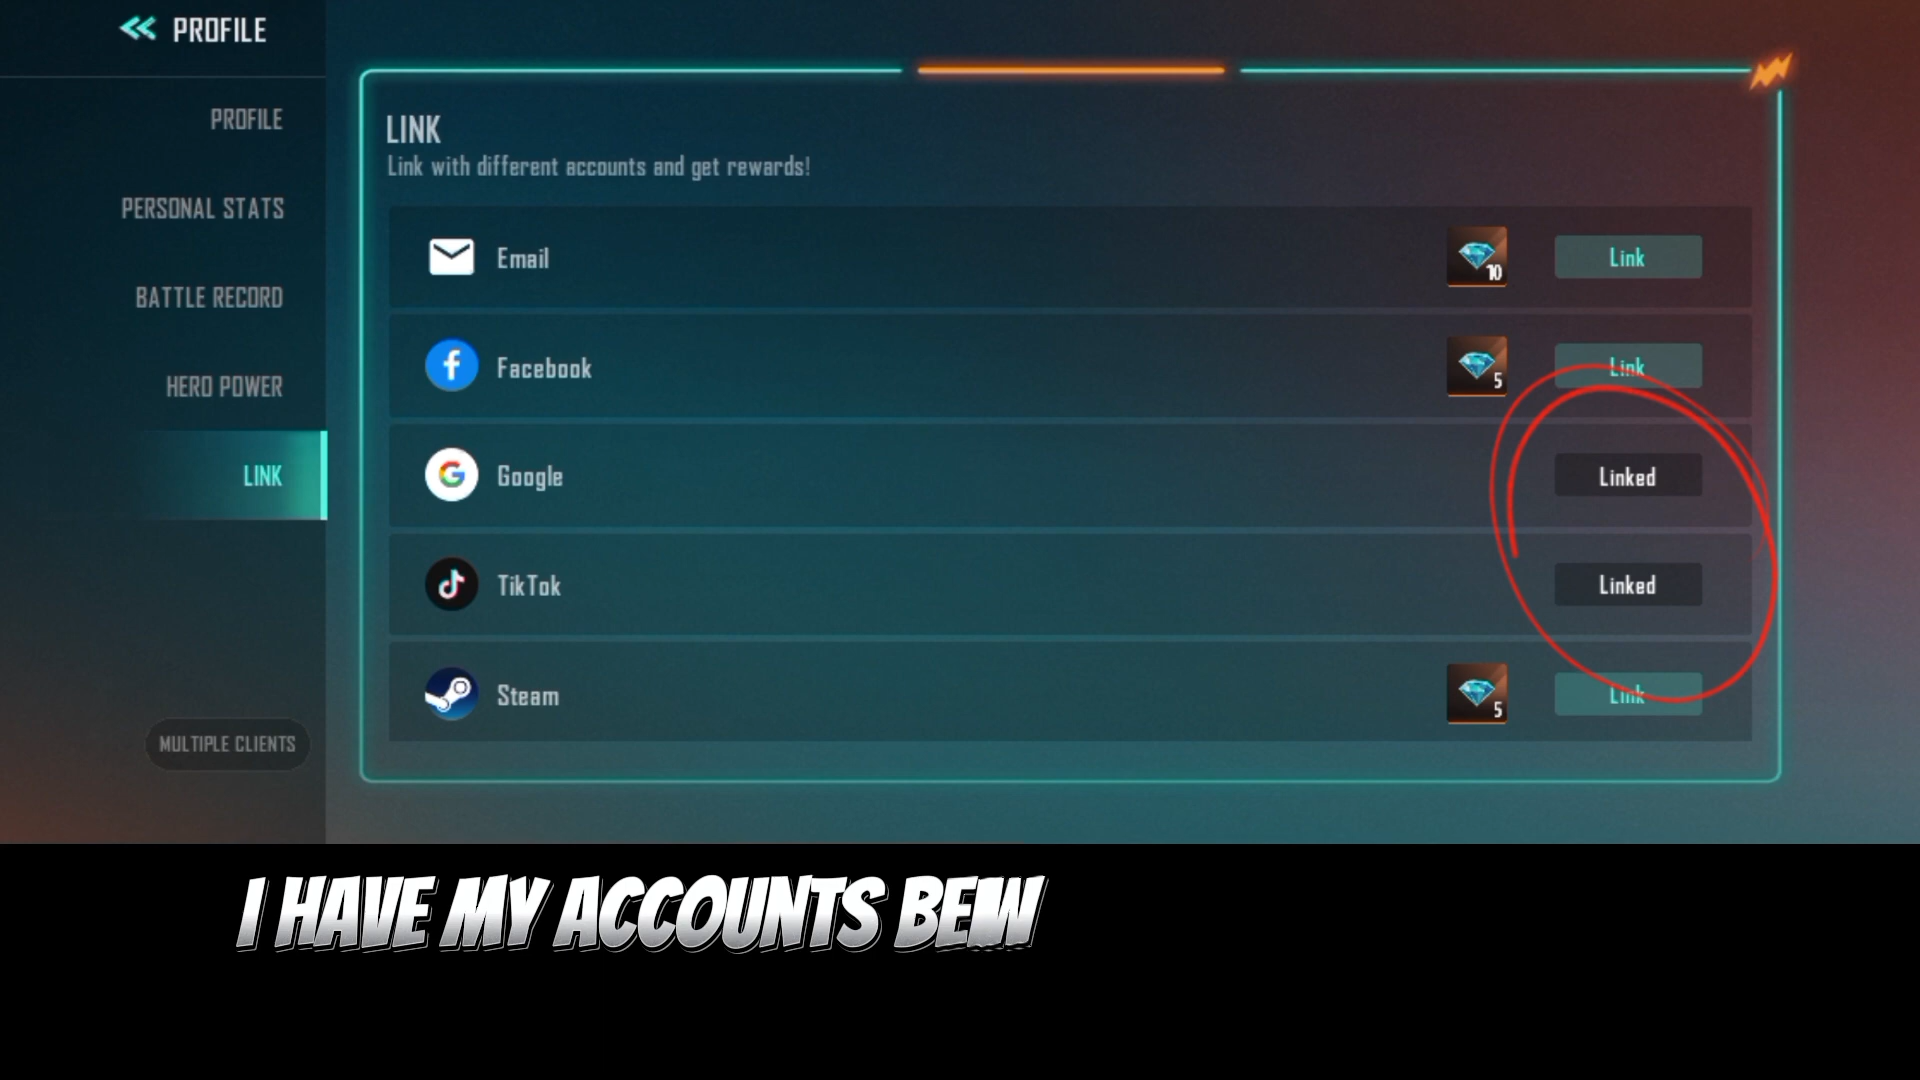 PROFILE
PROFILE
PERSONAL STATS
BATTLE RECORD
HERO POWER
LINK
MULTIPLE CLIENTS
LINK
Link with different accounts and get rewards!
Email
10
Link
Facebook
5
Link
Google
Linked
TikTok
Linked
Steam
5
Link
I HAVE MY ACCOUNTS BEW